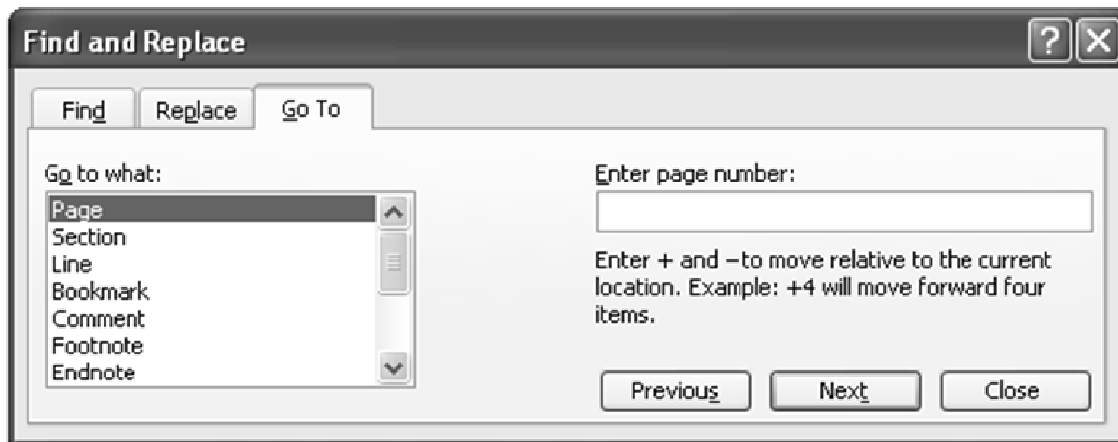 Find and Replace
Find
Replace
Go To
Go to what:
Page
Section
Line
Bookmark
Comment
Footnote
Endnote
Enter page number:
Enter + and –to move relative to the current
location. Example: +4 will move forward four
items.
Previous
Next
Close